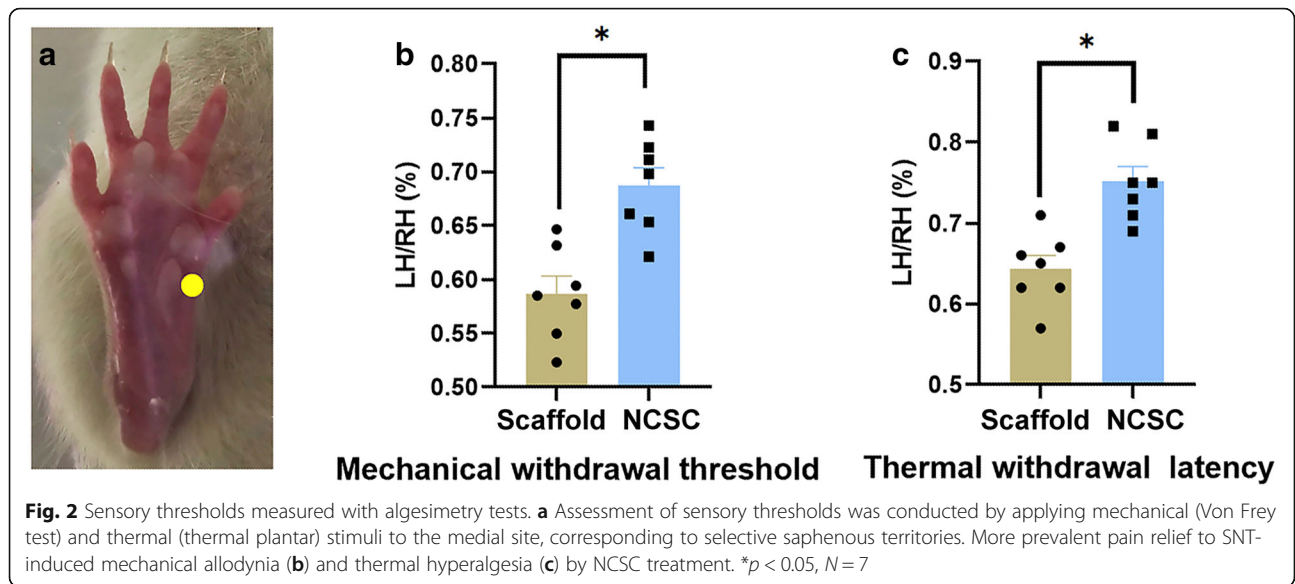 a
b
*
0.80
0.75
0.70
0.65
0.60
0.55
0.50
LH/RH (%)
Scaffold NCSC
Mechanical withdrawal threshold
c
*
0.9
0.8
0.7
0.6
0.5
LH/RH (%)
Scaffold NCSC
Thermal withdrawal latency
Fig. 2 Sensory thresholds measured with algesimetry tests. a Assessment of sensory thresholds was conducted by applying mechanical (Von Frey
test) and thermal (thermal plantar) stimuli to the medial site, corresponding to selective saphenous territories. More prevalent pain relief to SNT-
induced mechanical allodynia (b) and thermal hyperalgesia (c) by NCSC treatment. *p < 0.05, N = 7